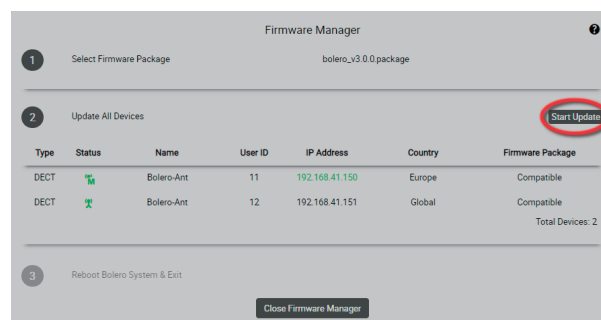 Firmware Manager ?
1 Select Firmware Package bolero_v3.0.0.package
2 Update All Devices Start Update
Type Status Name User ID IP Address Country Firmware Package
DECT M Bolero-Ant 11 192.168.41.150 Europe Compatible
DECT Bolero-Ant 12 192.168.41.151 Global Compatible
Total Devices: 2
3 Reboot Bolero System & Exit
Close Firmware Manager